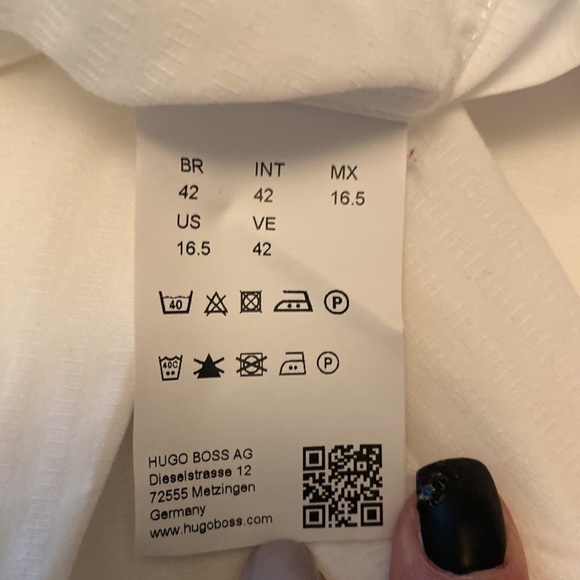 BR INT MX
42 42 16.5
US VE
16.5 42
40 P
40C P
HUGO BOSS AG
Dieselstrasse 12
72555 Metzingen
Germany
www.hugoboss.com